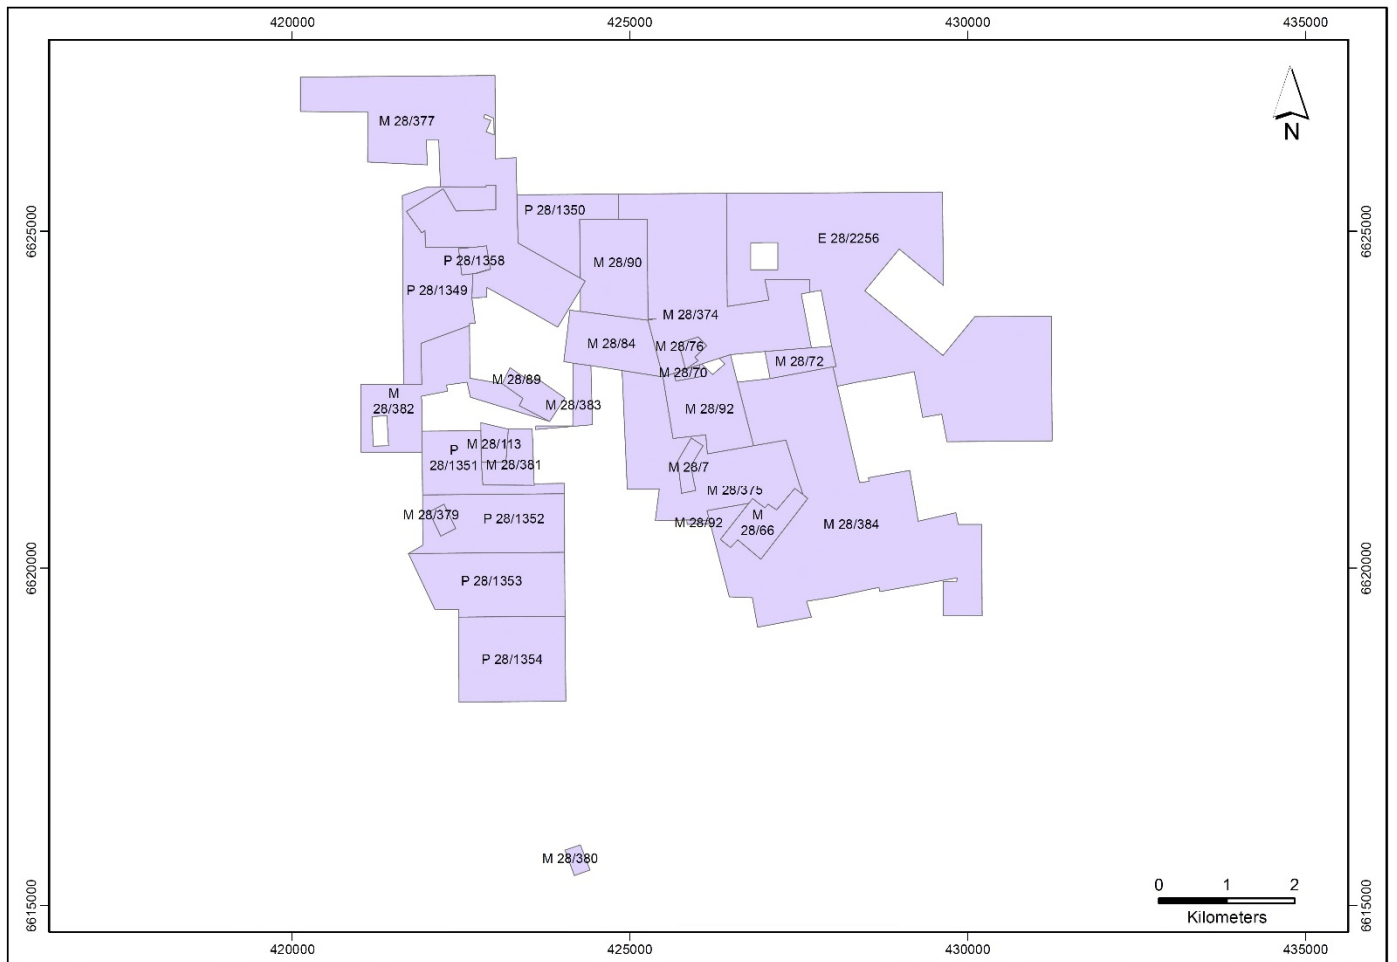 420000
425000
430000
435000
N
M 28/377
P 28/1350
6625000
6625000
E 28/2256
P 28/1358
M 28/90
P 28/1349
M 28/374
M 28/84
M 28/76
M 28/72
M 28/70
M 28/89
M
28/382
M 28/383
M 28/92
M 28/113
P
28/1351
M 28/381
M 28/7
M 28/375
M 28/379
P 28/1352
M 28/92
M
28/66
M 28/384
6620000
6620000
P 28/1353
P 28/1354
M 28/380
0 1 2
Kilometers
6615000
6615000
420000
425000
430000
435000